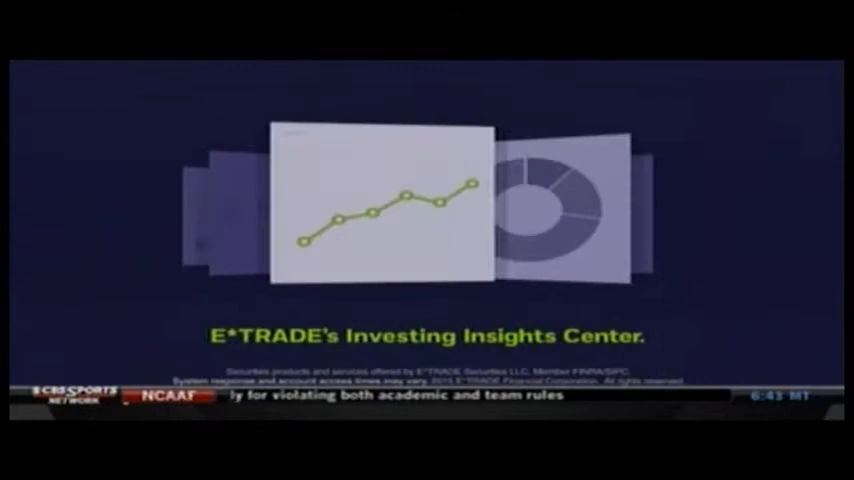 E*TRADE's Investing Insights Center.
Securities products and services offered by E*TRADE Securities LLC, Member FINRA/SIPC.
System response and account access times may vary. 2015 E*TRADE Financial Corporation. All rights reserved.
CBS SPORTS
NETWORK
NCAAF
ly for violating both academic and team rules
6:43 MT